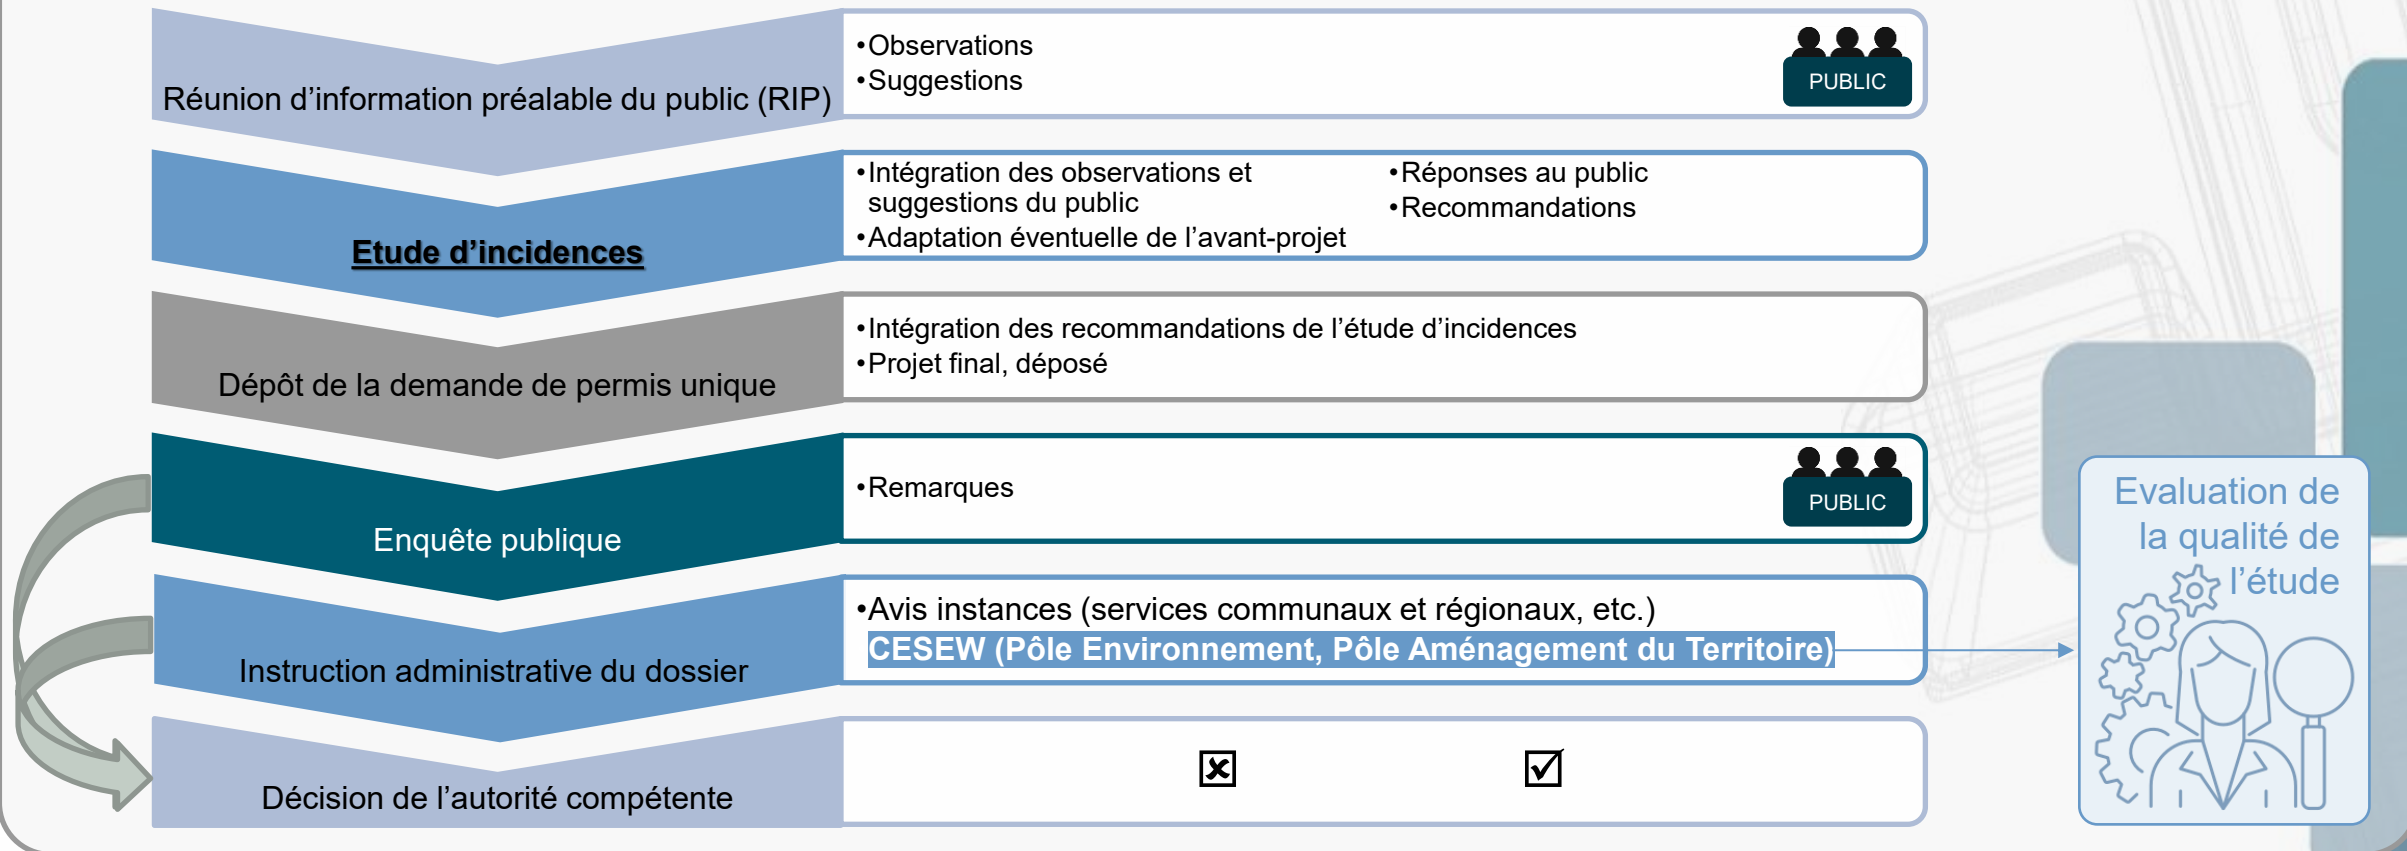 Réunion d’information préalable du public (RIP)
•Observations
•Suggestions
PUBLIC
Etude d’incidences
•Intégration des observations et
suggestions du public
•Adaptation éventuelle de l’avant-projet
•Réponses au public
•Recommandations
Dépôt de la demande de permis unique
•Intégration des recommandations de l’étude d’incidences
•Projet final, déposé
Enquête publique
•Remarques
PUBLIC
Instruction administrative du dossier
•Avis instances (services communaux et régionaux, etc.)
CESEW (Pôle Environnement, Pôle Aménagement du Territoire)
Evaluation de
la qualité de
l’étude
Décision de l’autorité compétente